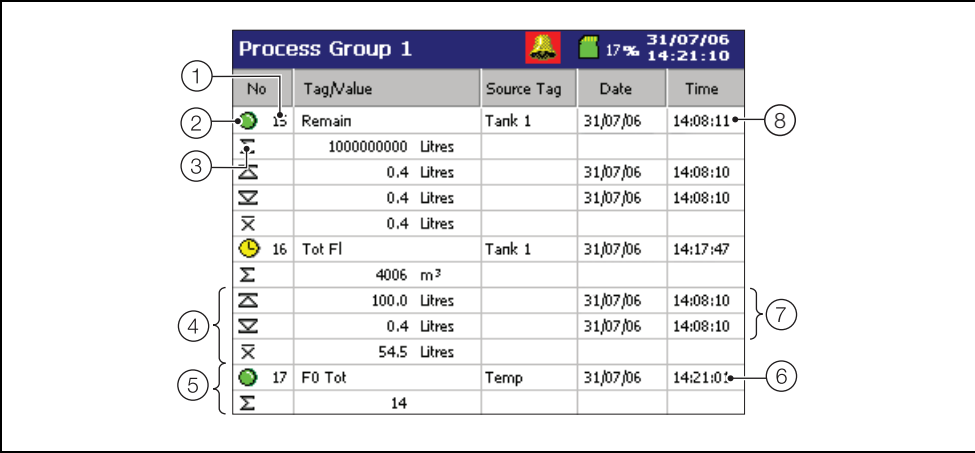 Process Group 1 17% 31/07/06
14:21:10
1
No Tag/Value Source Tag Date Time
2 15 Remain Tank 1 31/07/06 14:08:11 8
Σ 1000000000 Litres
3
0.4 Litres 31/07/06 14:08:10
0.4 Litres 31/07/06 14:08:10
x̄ 0.4 Litres
16 Tot Fl Tank 1 31/07/06 14:17:47
Σ 4006 m³
100.0 Litres 31/07/06 14:08:10
4 7
0.4 Litres 31/07/06 14:08:10
x̄ 54.5 Litres
5 17 F0 Tot Temp 31/07/06 14:21:01 6
Σ 14